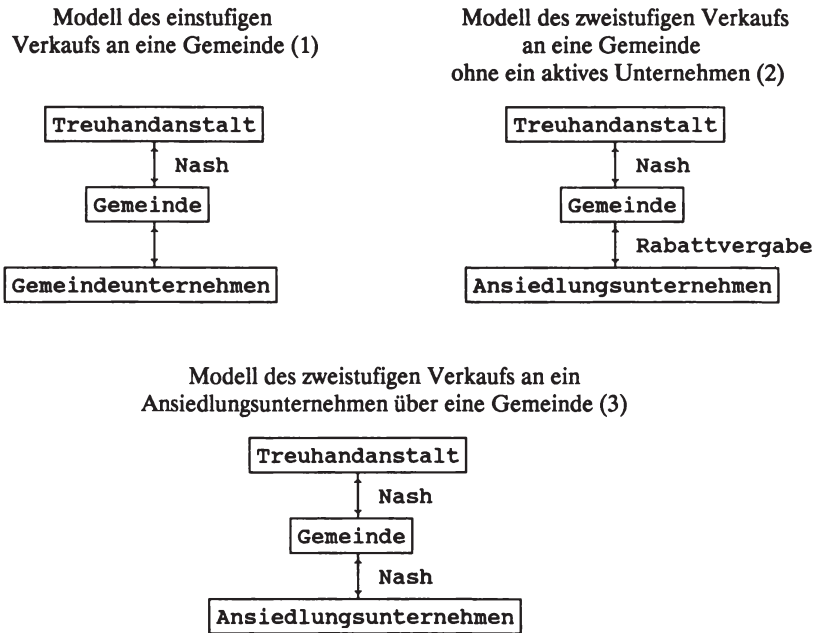 Modell des einstufigen
Verkaufs an eine Gemeinde (1)
Treuhandanstalt
Nash
Gemeinde
Gemeindeunternehmen
Modell des zweistufigen Verkaufs
an eine Gemeinde
ohne ein aktives Unternehmen (2)
Treuhandanstalt
Nash
Gemeinde
Rabattvergabe
Ansiedlungsunternehmen
Modell des zweistufigen Verkaufs an ein
Ansiedlungsunternehmen über eine Gemeinde (3)
Treuhandanstalt
Nash
Gemeinde
Nash
Ansiedlungsunternehmen